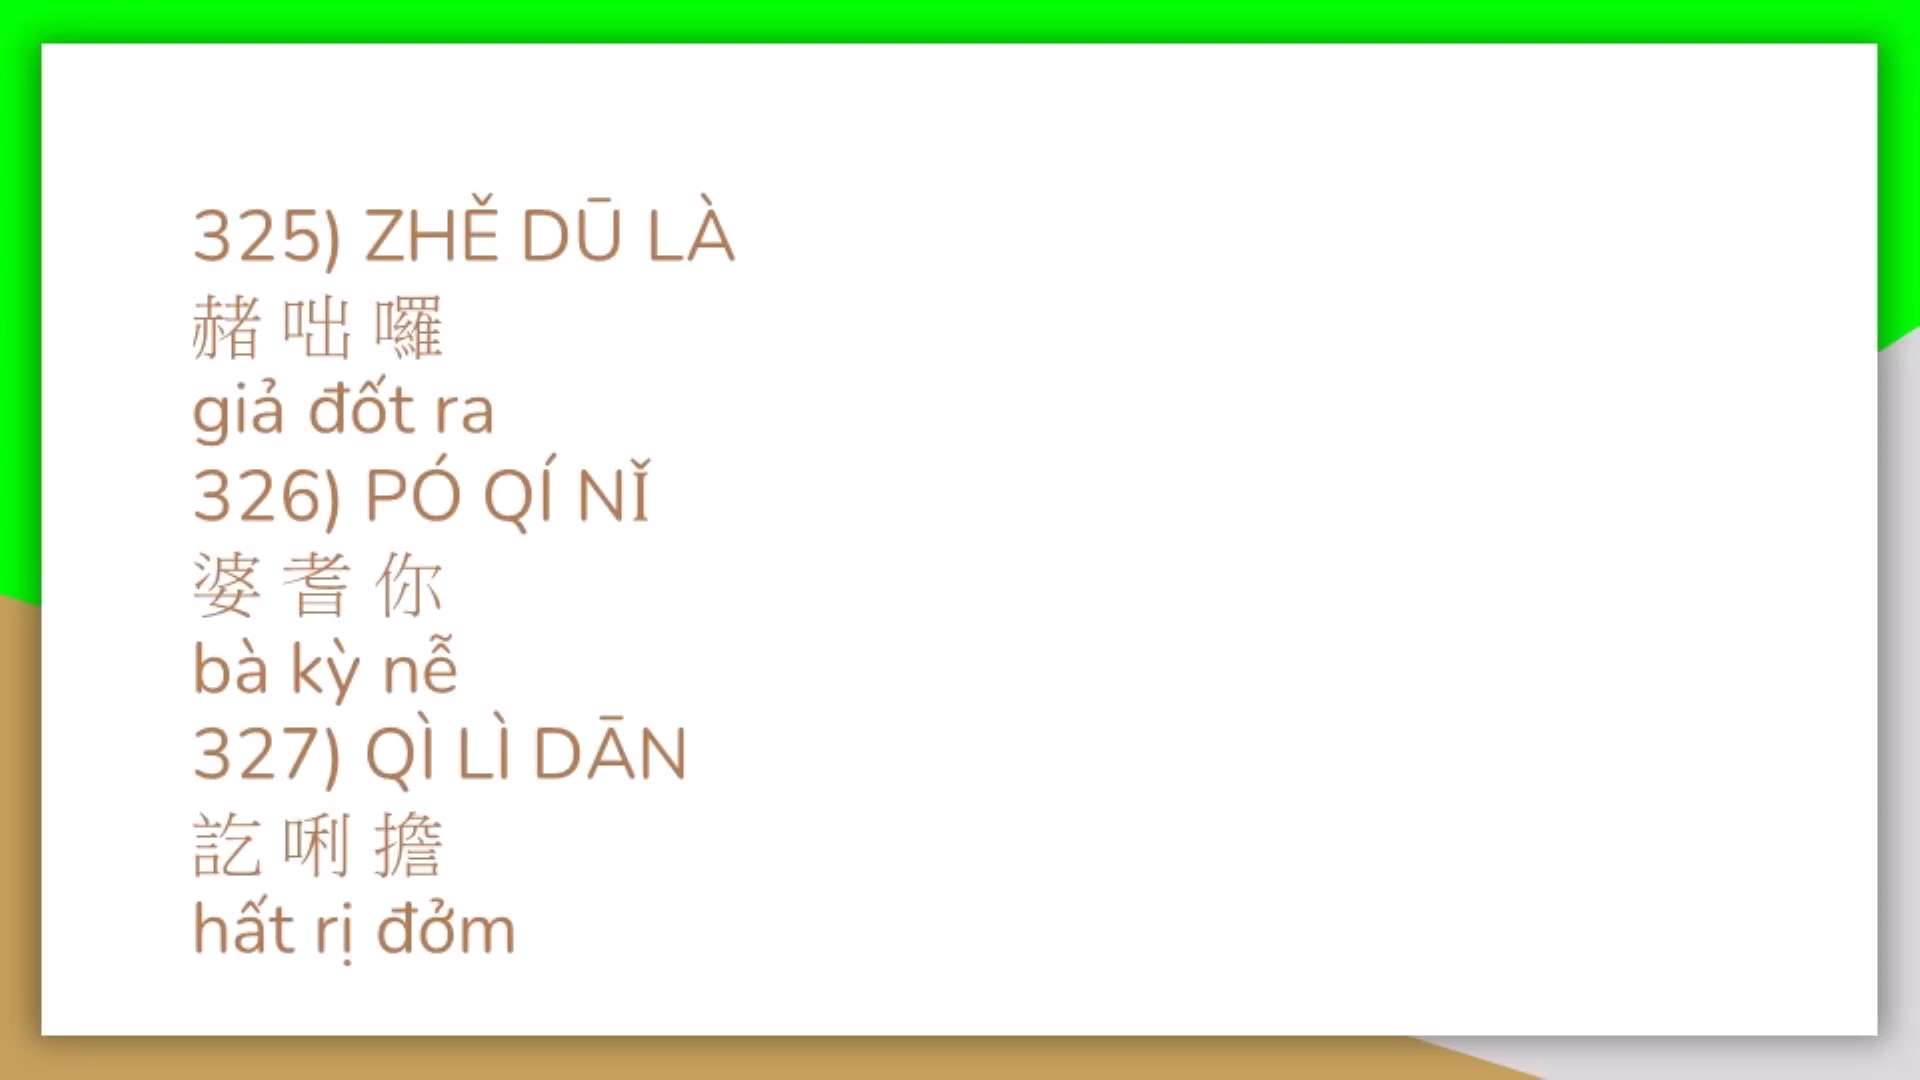 325) ZHĚ DŪ LÀ
赭 咄 囉
giả đốt ra
326) PÓ QÍ NǏ
婆 耆 你
bà kỳ nễ
327) QÌ LÌ DĀN
訖 唎 擔
hất rị đởm